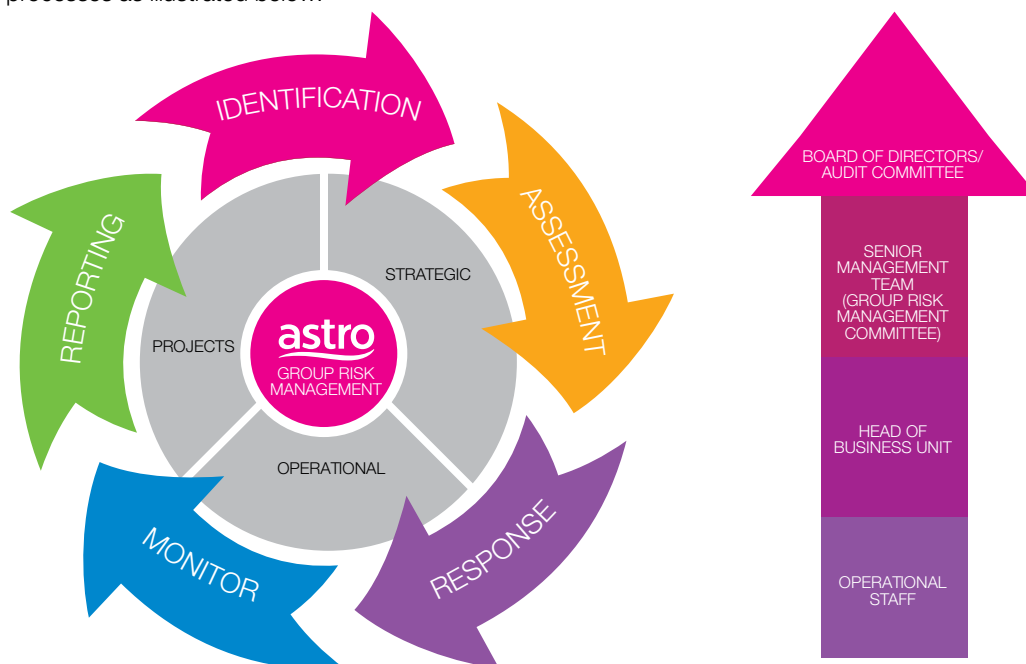 processes as illustrated below:
IDENTIFICATION
ASSESSMENT
RESPONSE
MONITOR
REPORTING
STRATEGIC
OPERATIONAL
PROJECTS
astro
GROUP RISK
MANAGEMENT
BOARD OF DIRECTORS/
AUDIT COMMITTEE
SENIOR
MANAGEMENT
TEAM
(GROUP RISK
MANAGEMENT
COMMITTEE)
HEAD OF
BUSINESS UNIT
OPERATIONAL
STAFF